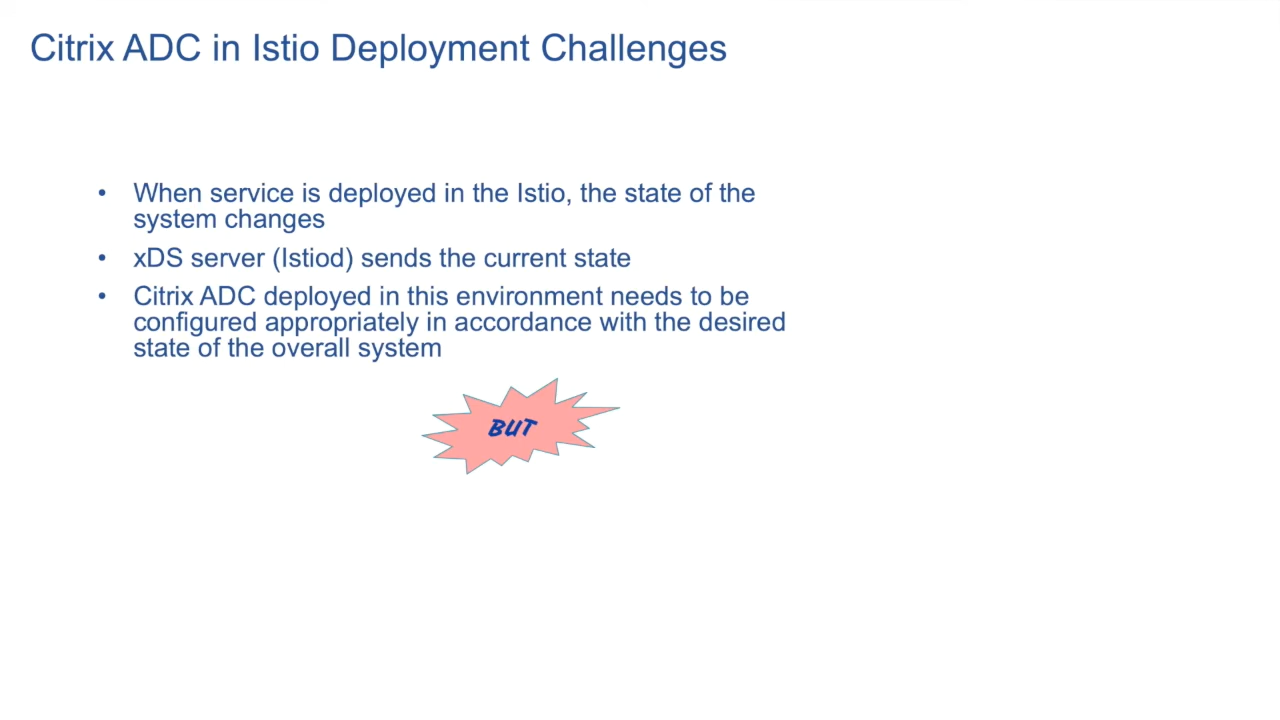 Citrix ADC in Istio Deployment Challenges
• When service is deployed in the Istio, the state of the
system changes
• xDS server (Istiod) sends the current state
• Citrix ADC deployed in this environment needs to be
configured appropriately in accordance with the desired
state of the overall system
BUT